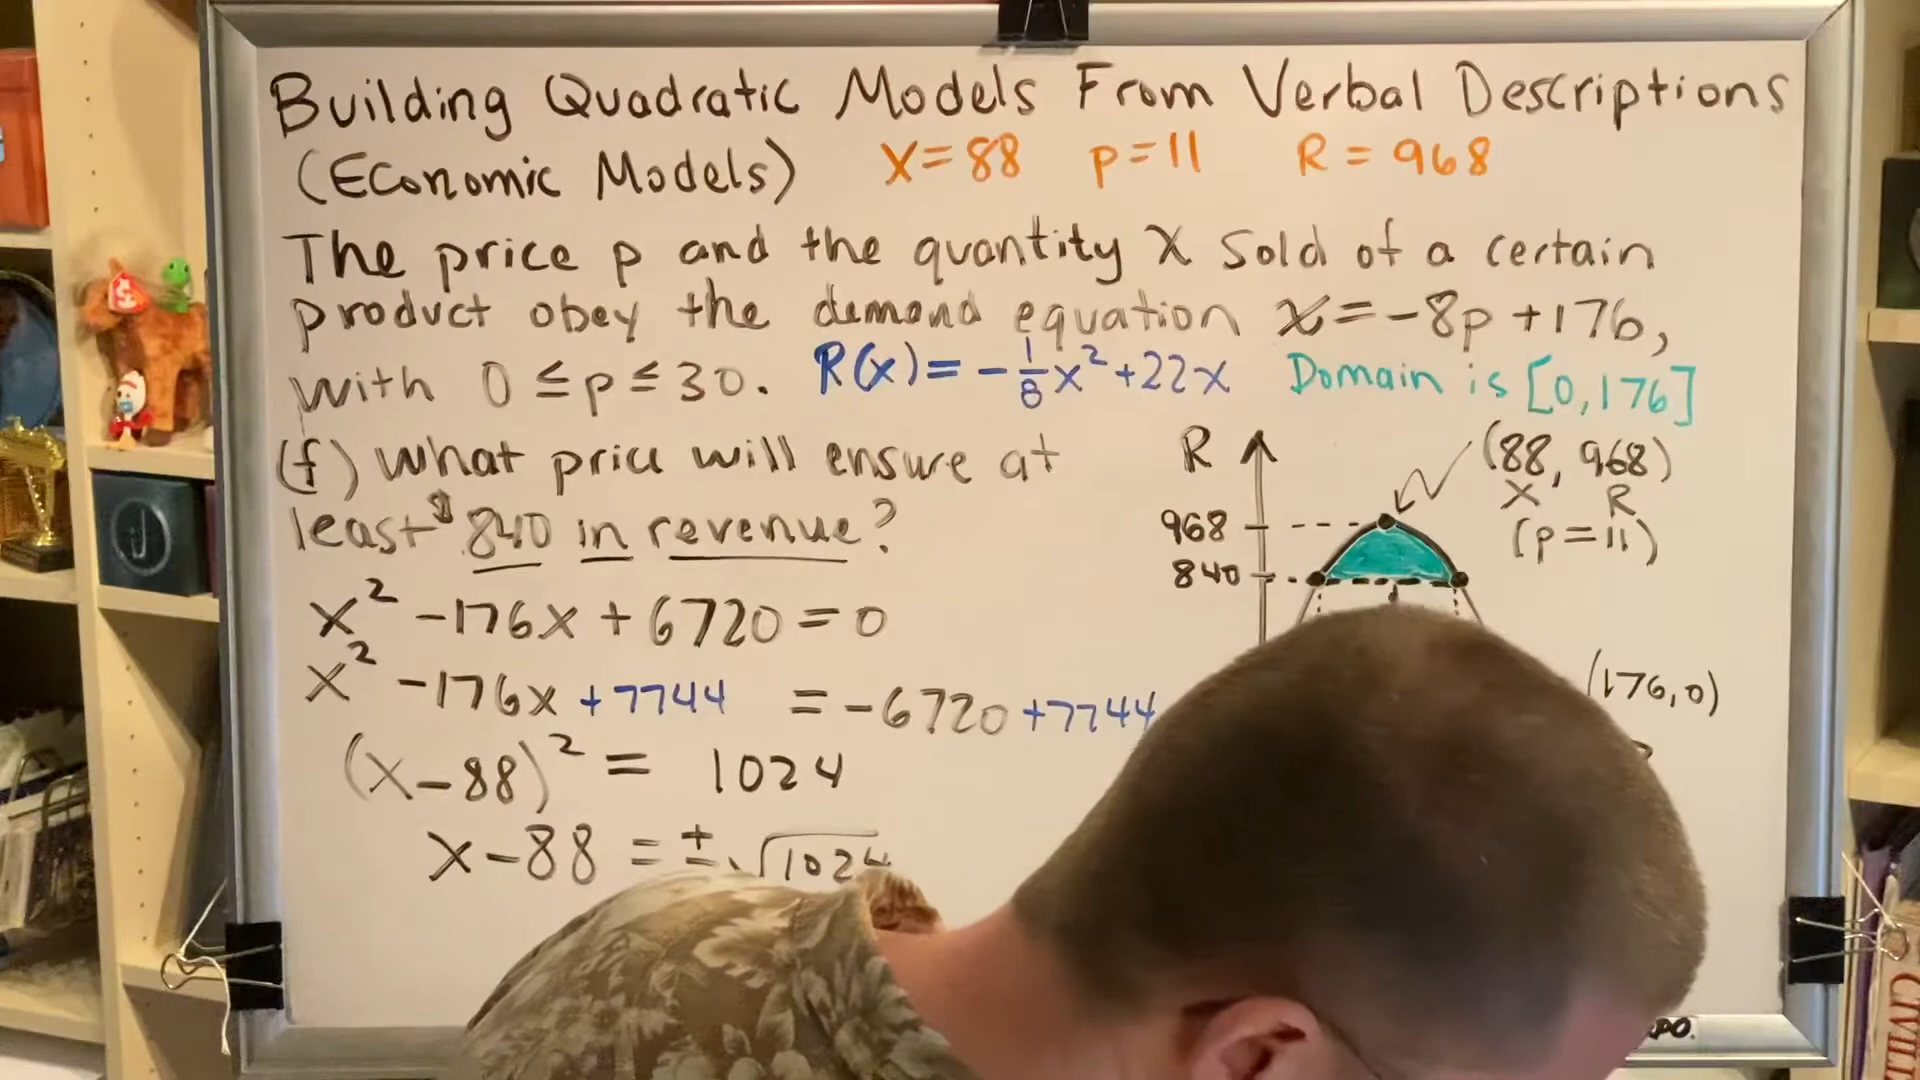 Building Quadratic Models From Verbal Descriptions
(Economic Models) X=88 p=11 R=968
The price p and the quantity x sold of a certain
product obey the demand equation x=-8p+176,
with 0≤p≤30. R(x)=-1/8x²+22x Domain is [0,176]
(f) What price will ensure at
least $840 in revenue?
x²-176x+6720=0
x²-176x+7744 =-6720+7744
(x-88)²= 1024
x-88=±√1024
R
(88, 968)
X R
(p=11)
968
840
(176,0)
J
CIVIL